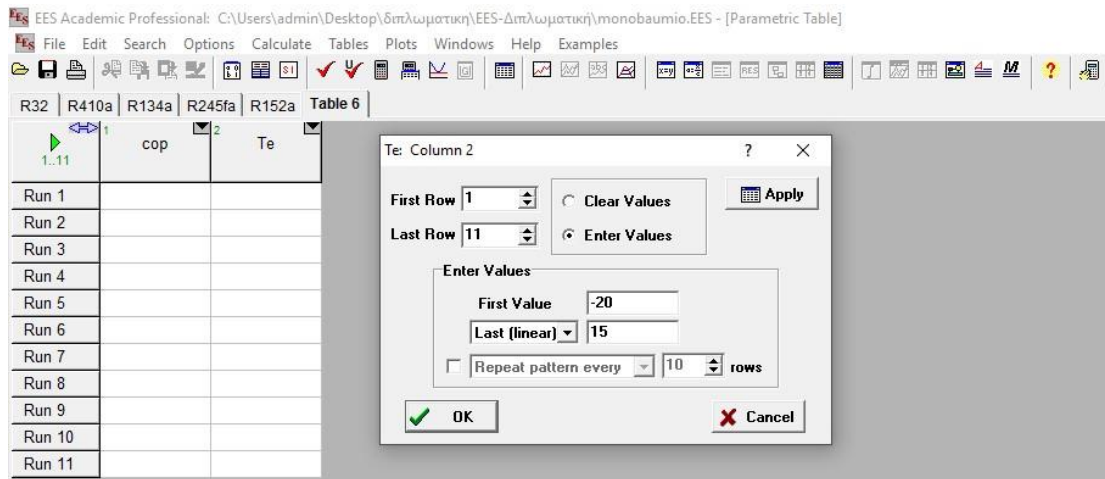 EES Academic Professional: C:\Users\admin\Desktop\διπλωματικη\EES-Διπλωματική\monobaumio.EES - [Parametric Table]
File Edit Search Options Calculate Tables Plots Windows Help Examples
R32 R410a R134a R245fa R152a Table 6
1..11 1 cop 2 Te
Run 1
Run 2
Run 3
Run 4
Run 5
Run 6
Run 7
Run 8
Run 9
Run 10
Run 11
Te: Column 2 ? X
First Row 1 Clear Values Apply
Last Row 11 Enter Values
Enter Values
First Value -20
Last (linear) 15
Repeat pattern every 10 rows
OK Cancel